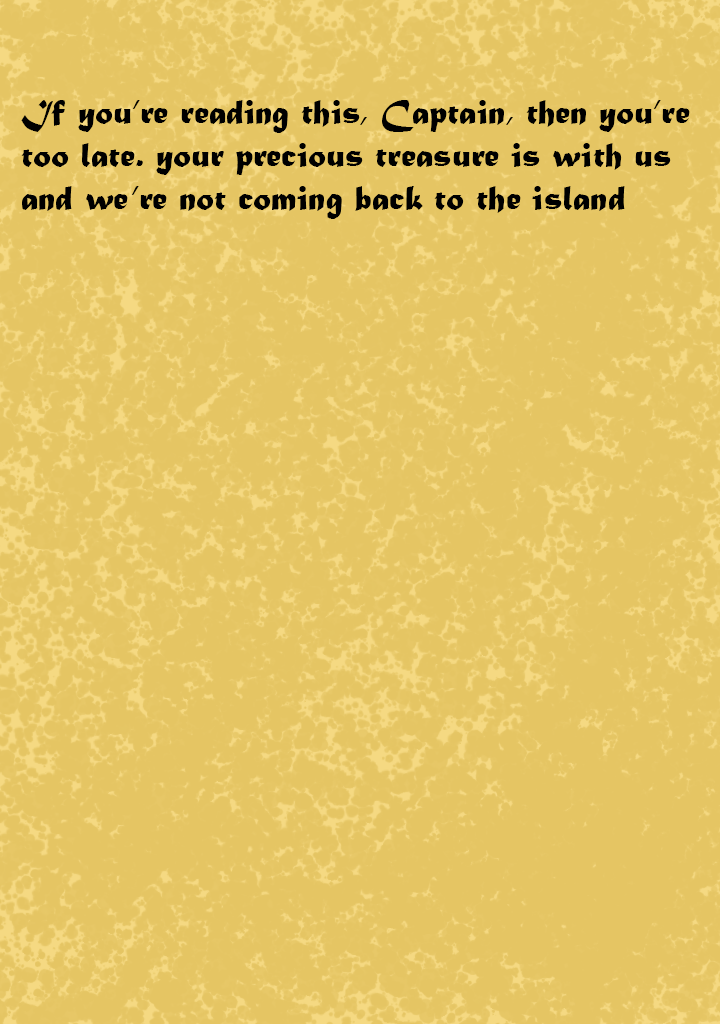 If you're reading this, Captain, then you're
too late. your precious treasure is with us
and we're not coming back to the island